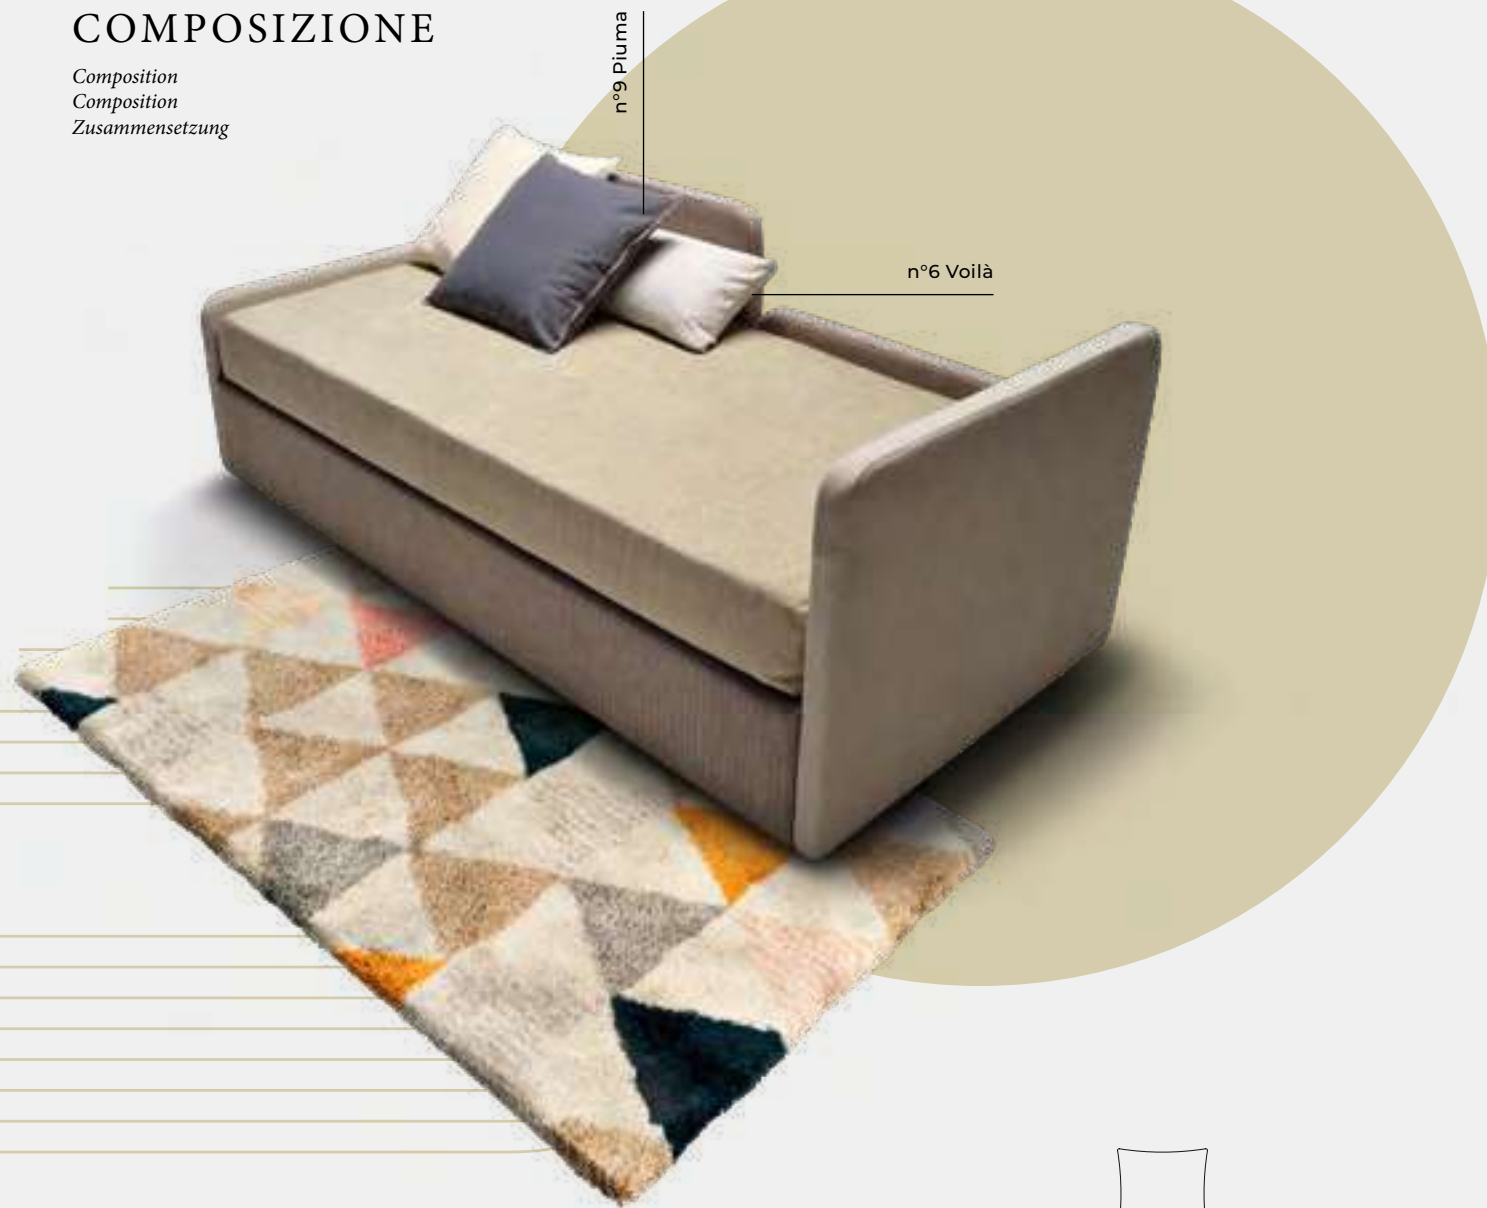 COMPOSIZIONE
Composition
Composition
Zusammensetzung
n°9 Piuma
n°6 Voilà